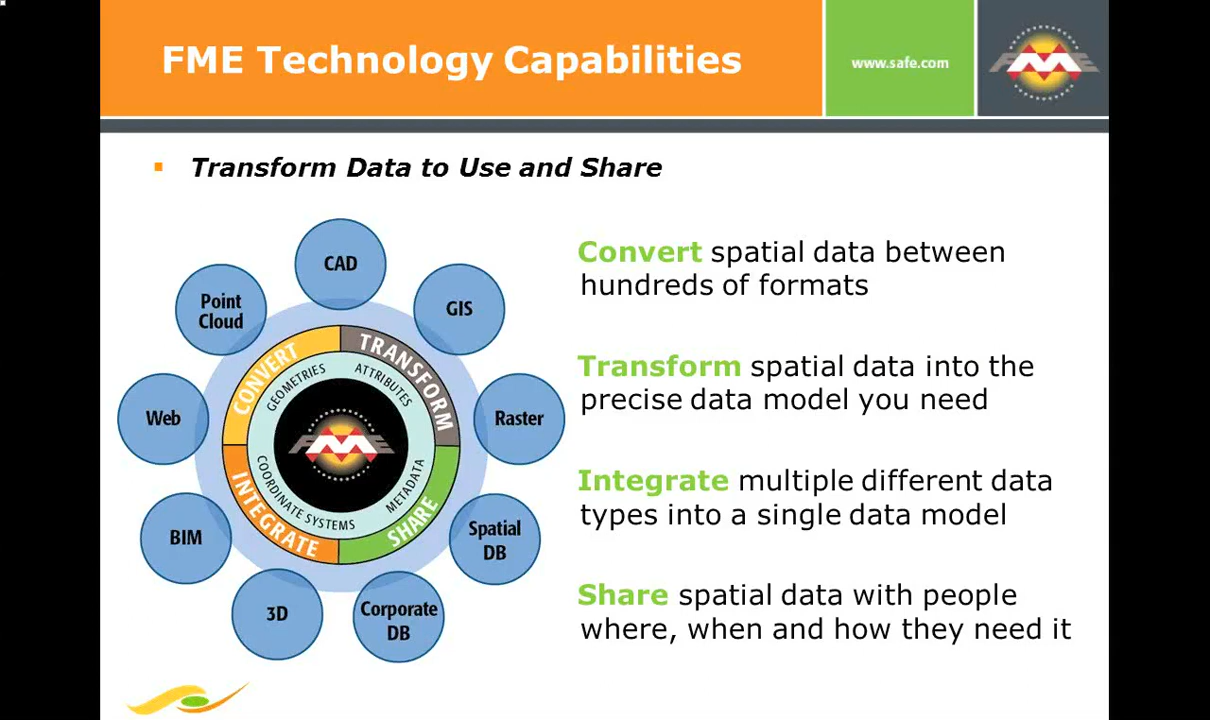 FME Technology Capabilities
www.safe.com
FME
Transform Data to Use and Share
CAD
Point
Cloud
GIS
Web
Raster
BIM
Spatial
DB
3D
Corporate
DB
CONVERT
TRANSFORM
INTEGRATE
SHARE
GEOMETRIES
ATTRIBUTES
COORDINATE SYSTEMS
METADATA
FME
Convert spatial data between
hundreds of formats
Transform spatial data into the
precise data model you need
Integrate multiple different data
types into a single data model
Share spatial data with people
where, when and how they need it